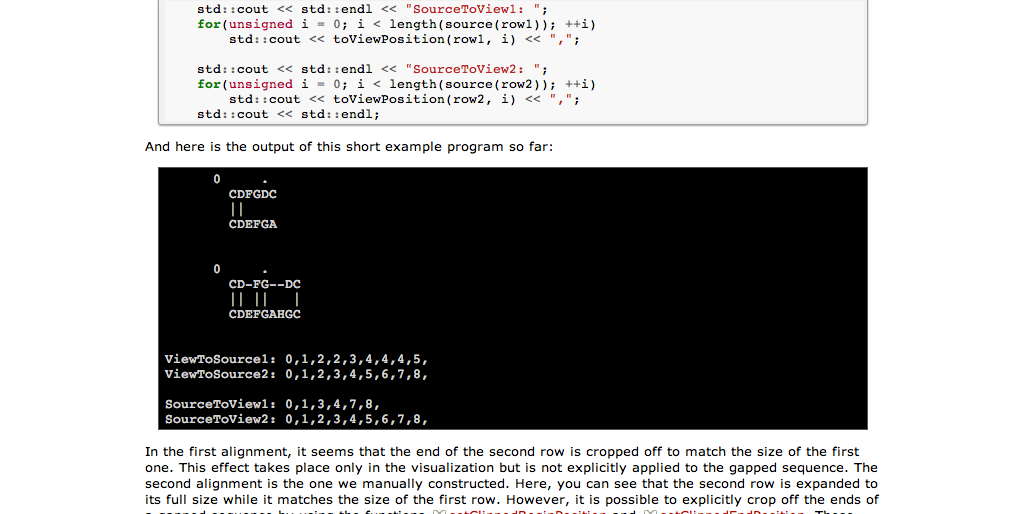 std::cout << std::endl << "SourceToView1: ";
for(unsigned i = 0; i < length(source(row1)); ++i)
std::cout << toViewPosition(row1, i) << ",";
std::cout << std::endl << "SourceToView2: ";
for(unsigned i = 0; i < length(source(row2)); ++i)
std::cout << toViewPosition(row2, i) << ",";
std::cout << std::endl;
And here is the output of this short example program so far:
0 .
CDFGDC
||
CDEFGA
0 .
CD-FG--DC
|| || |
CDEFGAHGC
ViewToSource1: 0,1,2,2,3,4,4,4,5,
ViewToSource2: 0,1,2,3,4,5,6,7,8,
SourceToView1: 0,1,3,4,7,8,
SourceToView2: 0,1,2,3,4,5,6,7,8,
In the first alignment, it seems that the end of the second row is cropped off to match the size of the first
one. This effect takes place only in the visualization but is not explicitly applied to the gapped sequence. The
second alignment is the one we manually constructed. Here, you can see that the second row is expanded to
its full size while it matches the size of the first row. However, it is possible to explicitly crop off the ends of